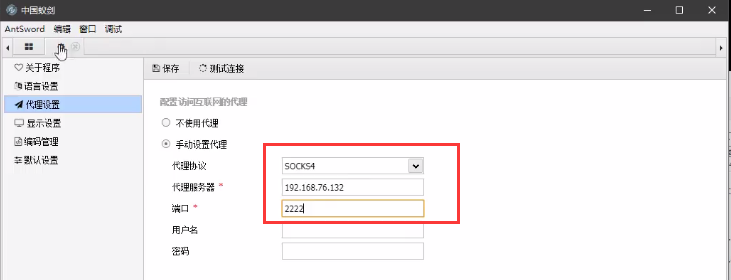 中国蚁剑
AntSword 编辑 窗口 调试
关于程序
语言设置
代理设置
显示设置
编码管理
默认设置
保存 测试连接
配置访问互联网的代理
不使用代理
手动设置代理
代理协议 SOCKS4
代理服务器 * 192.168.76.132
端口 * 2222
用户名
密码